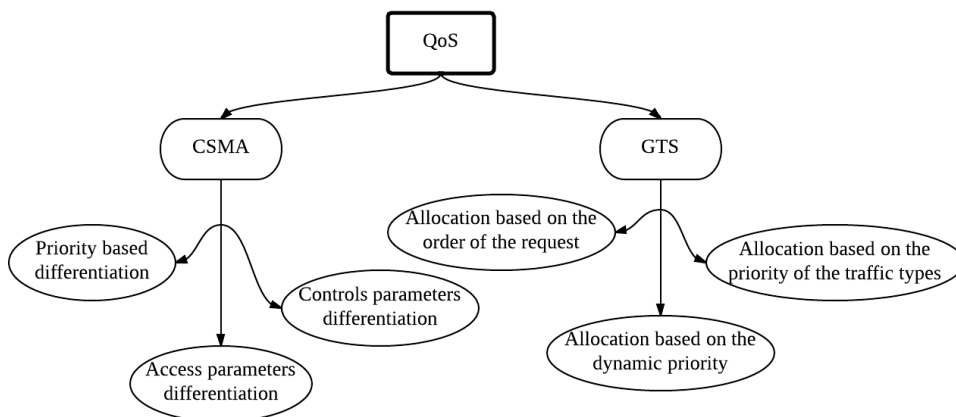 QoS
CSMA
GTS
Priority based
differentiation
Access parameters
differentiation
Controls parameters
differentiation
Allocation based on the
order of the request
Allocation based on the
dynamic priority
Allocation based on the
priority of the traffic types